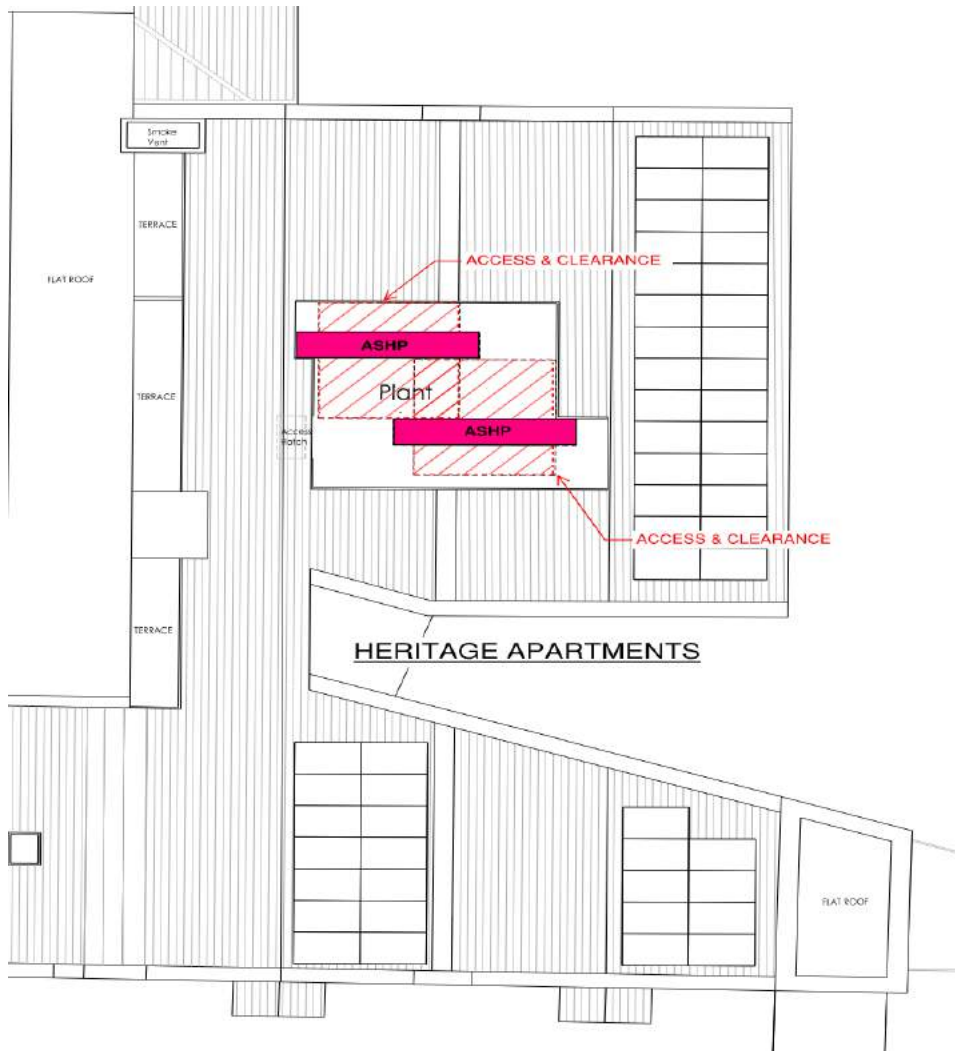 Smoke
Vent
TERRACE
ACCESS & CLEARANCE
FLAT ROOF
ASHP
TERRACE
Plant
Access
Hatch
ASHP
ACCESS & CLEARANCE
TERRACE
HERITAGE APARTMENTS
FLAT ROOF